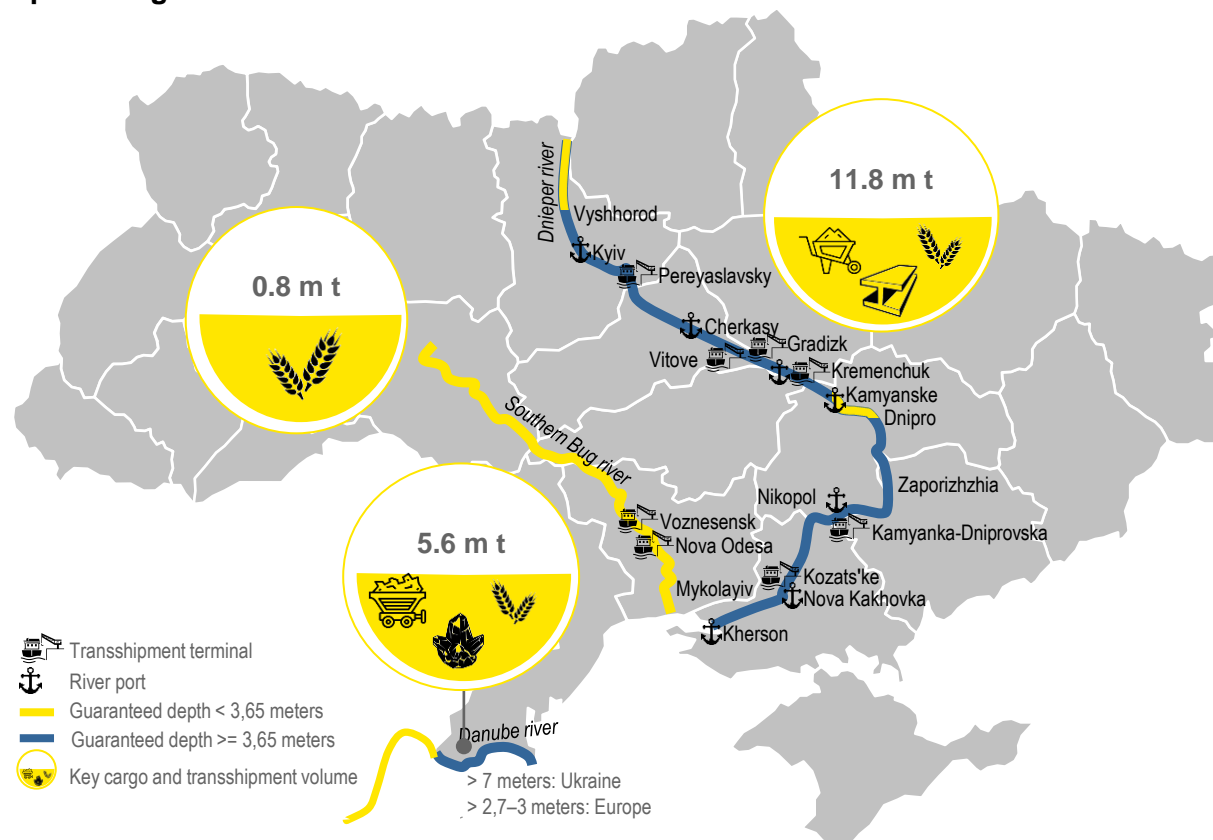 11.8 m t
Dnieper river
Vyshhorod
Kyiv
Pereyaslavsky
0.8 m t
Cherkasy
Gradizk
Vitove
Kremenchuk
Kamyanske
Dnipro
Southern Bug river
Zaporizhzhia
Nikopol
Voznesensk
Kamyanka-Dniprovska
5.6 m t
Nova Odesa
Kozats'ke
Mykolayiv
Nova Kakhovka
Kherson
Transshipment terminal
River port
Guaranteed depth < 3,65 meters
Guaranteed depth >= 3,65 meters
Key cargo and transshipment volume
Danube river
> 7 meters: Ukraine
> 2,7–3 meters: Europe